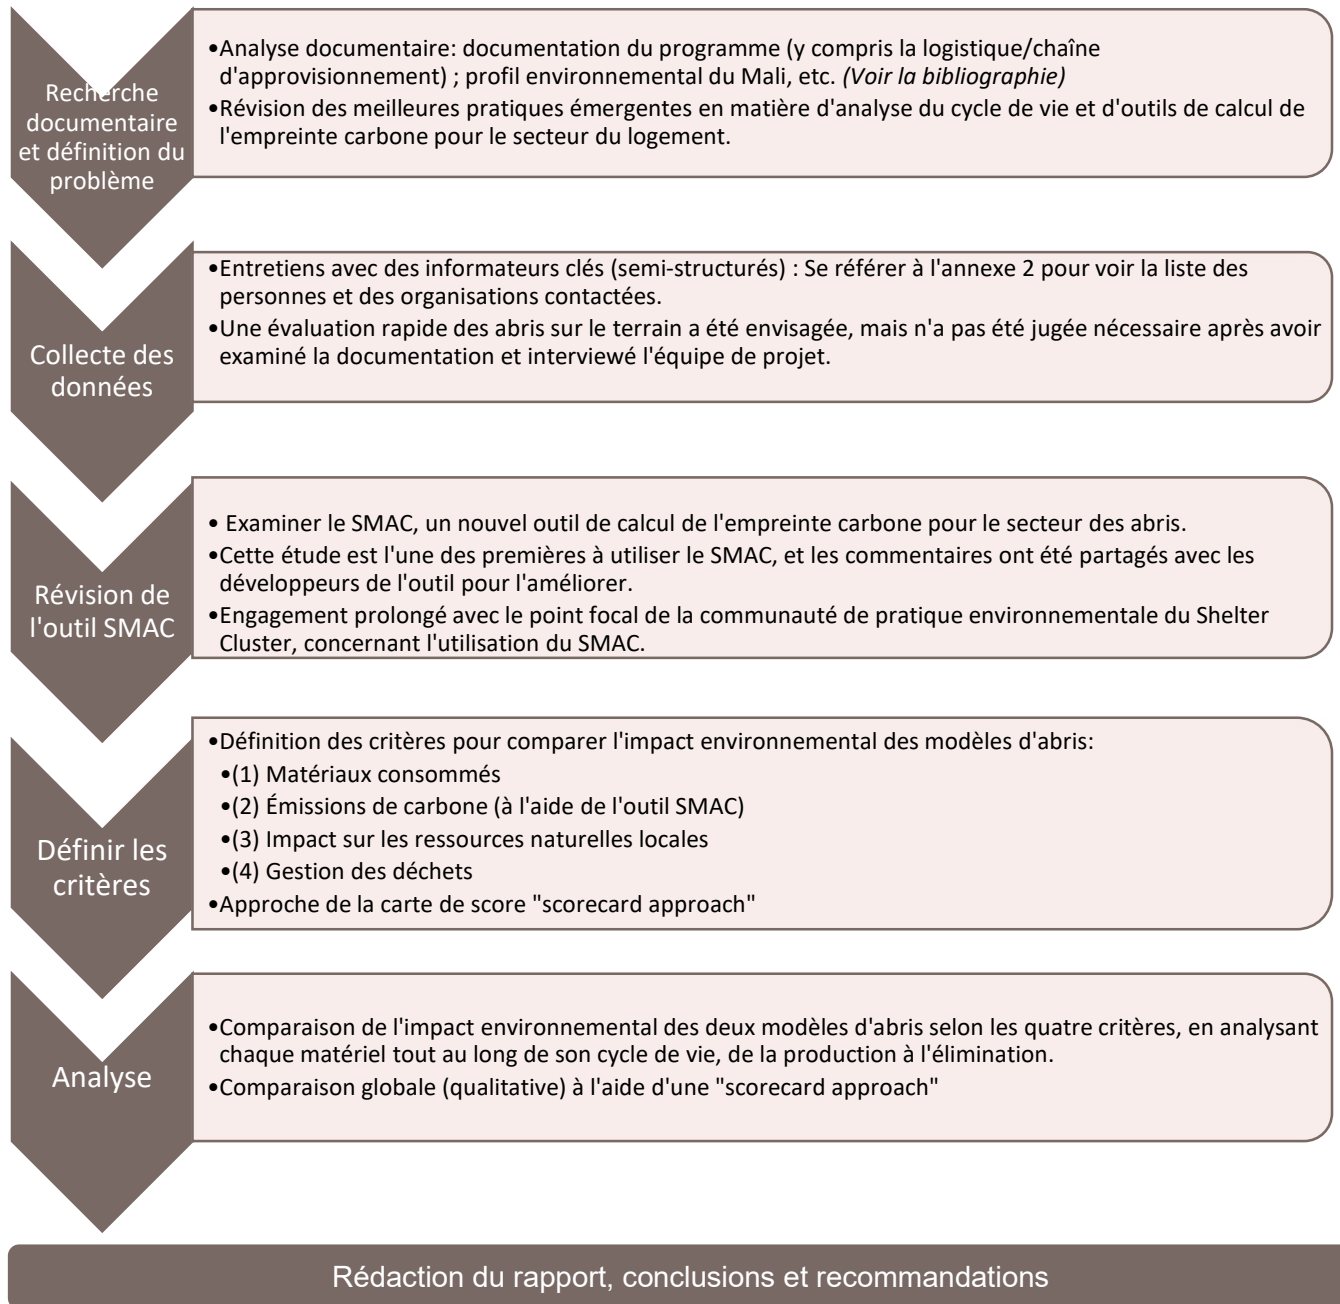 Recherche
documentaire
et définition du
problème
•Analyse documentaire: documentation du programme (y compris la logistique/chaîne
d'approvisionnement) ; profil environnemental du Mali, etc. (Voir la bibliographie)
•Révision des meilleures pratiques émergentes en matière d'analyse du cycle de vie et d'outils de calcul de
l'empreinte carbone pour le secteur du logement.
Collecte des
données
•Entretiens avec des informateurs clés (semi-structurés) : Se référer à l'annexe 2 pour voir la liste des
personnes et des organisations contactées.
•Une évaluation rapide des abris sur le terrain a été envisagée, mais n'a pas été jugée nécessaire après avoir
examiné la documentation et interviewé l'équipe de projet.
Révision de
l'outil SMAC
• Examiner le SMAC, un nouvel outil de calcul de l'empreinte carbone pour le secteur des abris.
•Cette étude est l'une des premières à utiliser le SMAC, et les commentaires ont été partagés avec les
développeurs de l'outil pour l'améliorer.
•Engagement prolongé avec le point focal de la communauté de pratique environnementale du Shelter
Cluster, concernant l'utilisation du SMAC.
Définir les
critères
•Définition des critères pour comparer l'impact environnemental des modèles d'abris:
•(1) Matériaux consommés
•(2) Émissions de carbone (à l'aide de l'outil SMAC)
•(3) Impact sur les ressources naturelles locales
•(4) Gestion des déchets
•Approche de la carte de score "scorecard approach"
Analyse
•Comparaison de l'impact environnemental des deux modèles d'abris selon les quatre critères, en analysant
chaque matériel tout au long de son cycle de vie, de la production à l'élimination.
•Comparaison globale (qualitative) à l'aide d'une "scorecard approach"
Rédaction du rapport, conclusions et recommandations